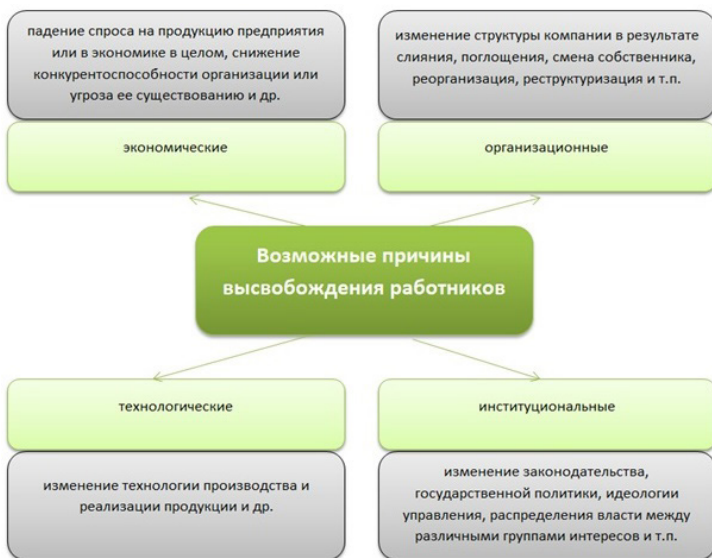 падение спроса на продукцию предприятия
или в экономике в целом, снижение
конкурентоспособности организации или
угроза ее существованию и др.
экономические
изменение структуры компании в результате
слияния, поглощения, смена собственника,
реорганизация, реструктуризация и т.п.
организационные
Возможные причины
высвобождения работников
технологические
изменение технологии производства и
реализации продукции и др.
институциональные
изменение законодательства,
государственной политики, идеологии
управления, распределения власти между
различными группами интересов и т.п.